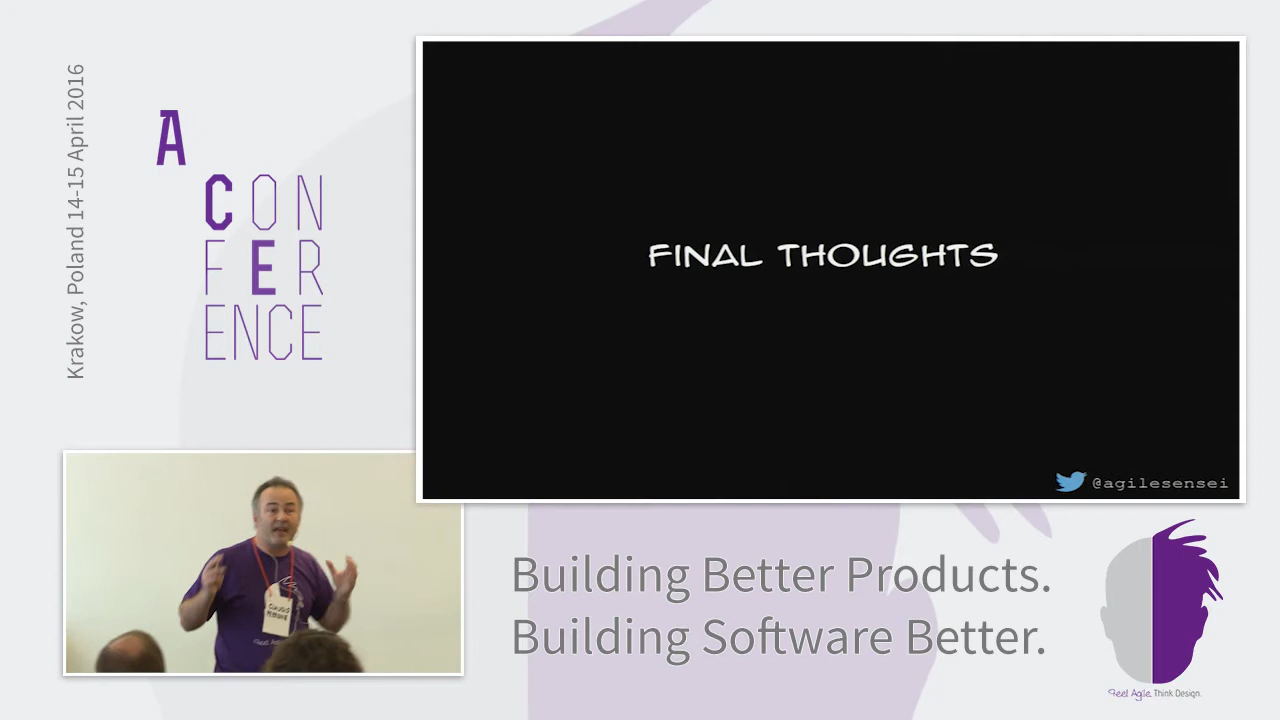 Krakow, Poland 14-15 April 2016
A
CON
FER
ENCE
FINAL THOUGHTS
@agilesensei
Building Better Products.
Building Software Better.
Feel Agile. Think Design.